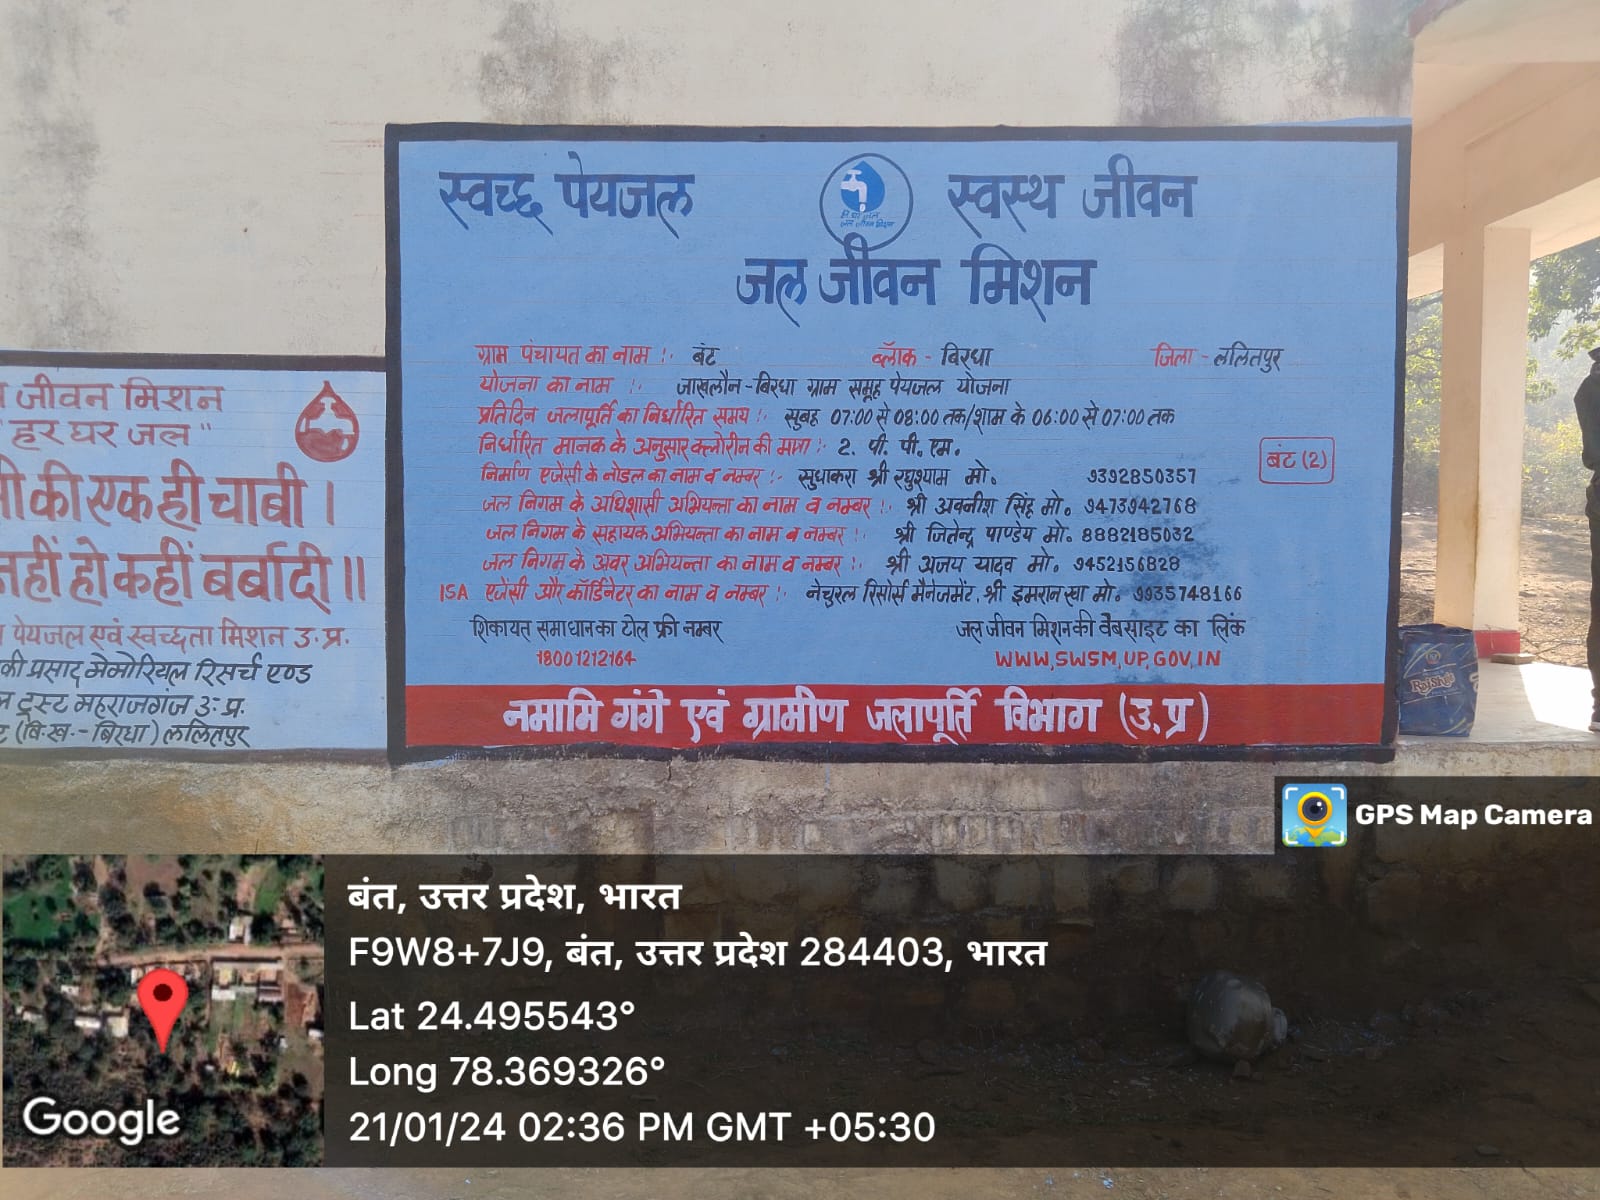 स्वच्छ पेयजल स्वस्थ जीवन
जल जीवन मिशन
ग्राम पंचायत का नाम :- बंट ब्लॅाक - बिरधा जिला - ललितपुर
योजना का नाम :- जाखलौन-बिरधा ग्राम समूह पेयजल योजना
प्रतिदिन जलापूर्ति का निर्धारित समय :- सुबह 07:00 से 08:00 तक/शाम के 06:00 से 07:00 तक
निर्धारित मानक के अनुसार क्लोरीन की मात्रा :- 2. पी. पी. एम.
बंट (2)
निर्माण एजेंसी के नोडल का नाम व नम्बर :- सुधाकरा श्री रघुश्याम मो. 9392850357
जल निगम के अधिशासी अभियन्ता का नाम व नम्बर :- श्री अवनीश सिंह मो. 9473942768
जल निगम के सहायक अभियन्ता का नाम व नम्बर :- श्री जितेन्द्र पाण्डेय मो. 8882185032
जल निगम के अवर अभियन्ता का नाम व नम्बर :- श्री अजय यादव मो. 9452156828
ISA एजेंसी और कॉर्डिनेटर का नाम व नम्बर :- नेचुरल रिसोर्स मैनेजमेंट, श्री इमरान खा मो. 9935748166
शिकायत समाधान का टोल फ्री नम्बर जल जीवन मिशन की वैबसाइट का लिंक
18001212164 WWW,SWSM,UP,GOV,IN
नमामि गंगे एवं ग्रामीण जलापूर्ति विभाग (उ.प्र)
जीवन मिशन
"हर घर जल"
की एक ही चाबी ।
नहीं हो कहीं बर्बादी ॥
पेयजल एवं स्वच्छता मिशन उ.प्र.
की प्रसाद मैमोरियल रिसर्च एण्ड
ट्रस्ट महराजगंज उ.प्र.
(वि.ख.-बिरधा) ललितपुर
GPS Map Camera
बंत, उत्तर प्रदेश, भारत
F9W8+7J9, बंत, उत्तर प्रदेश 284403, भारत
Lat 24.495543°
Long 78.369326°
21/01/24 02:36 PM GMT +05:30
Google